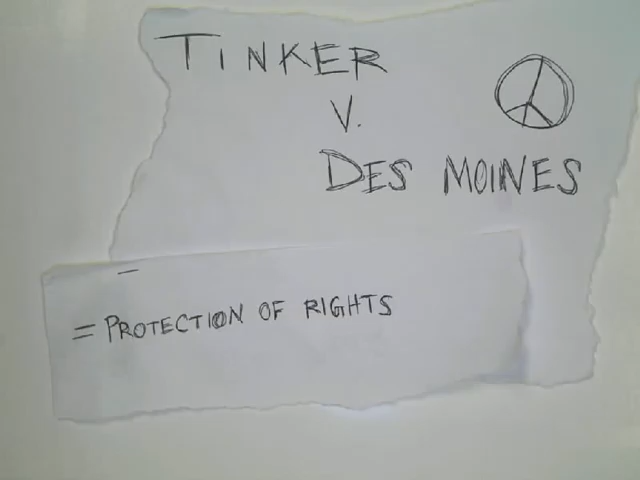 TINKER
V.
DES MOINES
= PROTECTION OF RIGHTS